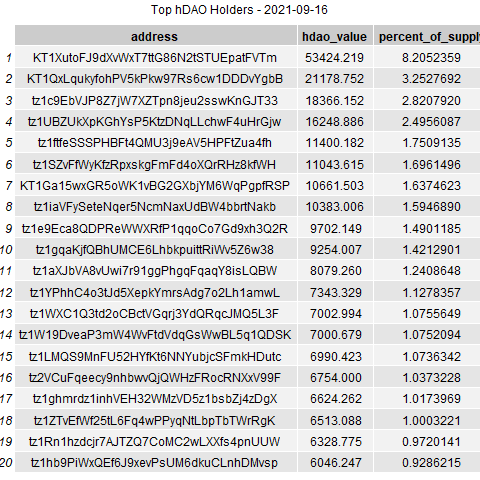 Top hDAO Holders - 2021-09-16
address hdao_value percent_of_supply
1 KT1XutoFJ9dXvWxT7ttG86N2tSTUEpatFVTm 53424.219 8.2052359
2 KT1QxLqukyfohPV5kPkw97Rs6cw1DDDvYgbB 21178.752 3.2527692
3 tz1c9EbVJP8Z7jW7XZTpn8jeu2sswKnGJT33 18366.152 2.8207920
4 tz1UBZUkXpKGhYsP5KtzDNqLLchwF4uHrGjw 16248.886 2.4956087
5 tz1ftfeSSSPHBFt4QMU3j9eAV5HPFtZua4fh 11400.182 1.7509135
6 tz1SZvFfWyKfzRpxskgFmFd4oXQrRHz8kfWH 11043.615 1.6961496
7 KT1Ga15wxGR5oWK1vBG2GXbjYM6WqPgpfRSP 10661.503 1.6374623
8 tz1iaVFySeteNqer5NcmNaxUdBW4bbrtNakb 10383.006 1.5946890
9 tz1e9Eca8QDPReWWXRfP1qqoCo7Gd9xh3Q2R 9702.149 1.4901185
10 tz1gqaKjfQBhUMCE6LhbkpuittRiWv5Z6w38 9254.007 1.4212901
11 tz1aXJbVA8vUwi7r91ggPhgqFqaqY8isLQBW 8079.260 1.2408648
12 tz1YPhhC4o3tJd5XepkYmrsAdg7o2Lh1amwL 7343.329 1.1278357
13 tz1WXC1Q3td2oCBctVGqrj3YdQRqcJMQ5L3F 7002.994 1.0755649
14 tz1W19DveaP3mW4WvFtdVdqGsWwBL5q1QDSK 7000.679 1.0752094
15 tz1LMQS9MnFU52HYfKt6NNYubjcSFmkHDutc 6990.423 1.0736342
16 tz2VCuFqeecy9nhbwvQjQWHzFRocRNXxV99F 6754.000 1.0373228
17 tz1ghmrdz1inhVEH32WMzVD5z1bsbZj4zDgX 6624.262 1.0173969
18 tz1ZTvEfWf25tL6Fq4wPPyqNtLbpTbTWrRgK 6513.088 1.0003221
19 tz1Rn1hzdcjr7AJTZQ7CoMC2wLXXfs4pnUUW 6328.775 0.9720141
20 tz1hb9PiWxQEf6J9xevPsUM6dkuCLnhDMvsp 6046.247 0.9286215